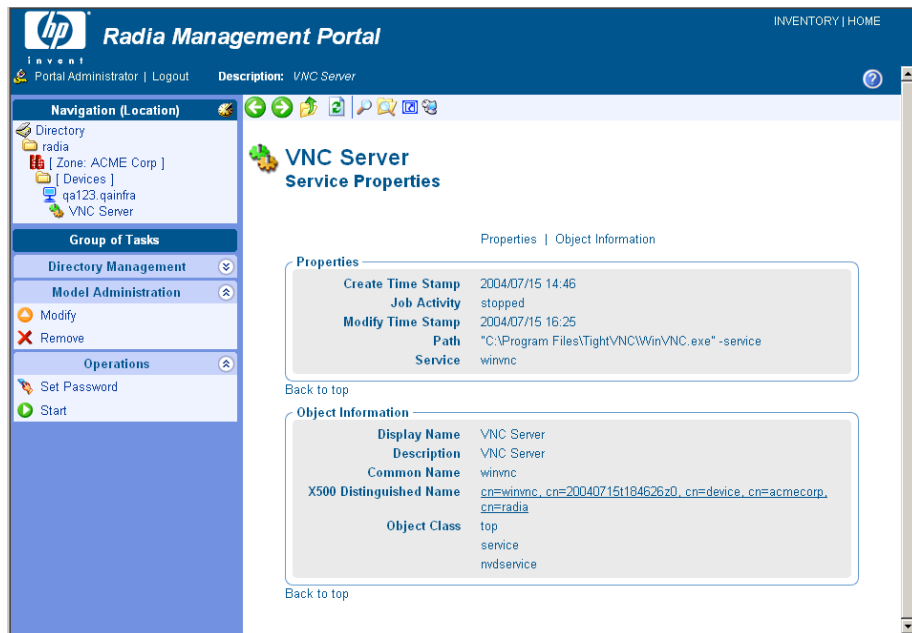 INVENTORY | HOME
hp
invent
Radia Management Portal
Portal Administrator | Logout
Description: VNC Server
Navigation (Location)
Directory
radia
[ Zone: ACME Corp ]
[ Devices ]
qa123.qainfra
VNC Server
Group of Tasks
Directory Management
Model Administration
Modify
Remove
Operations
Set Password
Start
VNC Server
Service Properties
Properties | Object Information
Properties
Create Time Stamp 2004/07/15 14:46
Job Activity stopped
Modify Time Stamp 2004/07/15 16:25
Path "C:\Program Files\TightVNC\WinVNC.exe" -service
Service winvnc
Back to top
Object Information
Display Name VNC Server
Description VNC Server
Common Name winvnc
X500 Distinguished Name cn=winvnc, cn=20040715t184626z0, cn=device, cn=acmecorp,
cn=radia
Object Class top
service
nvdservice
Back to top